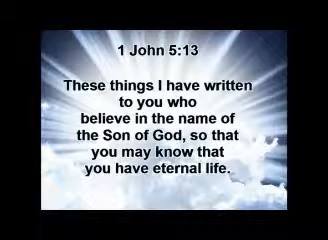 1 John 5:13
These things I have written
to you who
believe in the name of
the Son of God, so that
you may know that
you have eternal life.